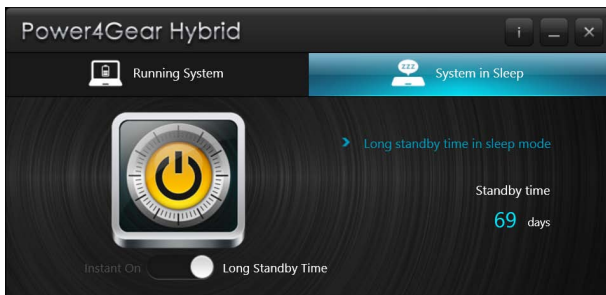 Power4Gear Hybrid
i
Running System
zzz System in Sleep
Long standby time in sleep mode
Standby time
69 days
Instant On Long Standby Time